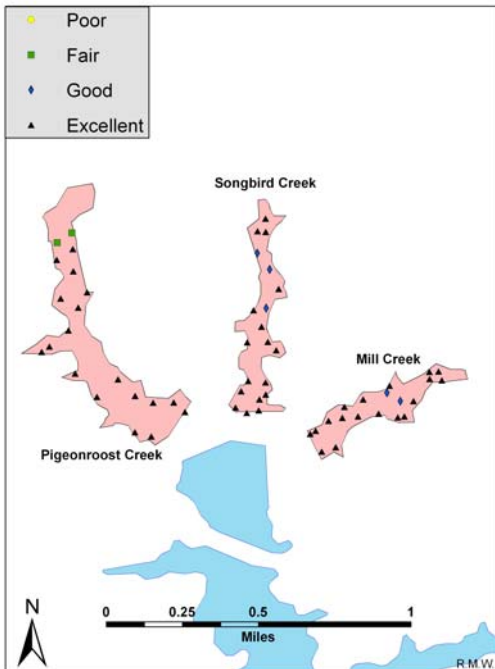 Poor
Fair
Good
Excellent
Songbird Creek
Mill Creek
Pigeonroost Creek
N
0 0.25 0.5 1
Miles
R.M.W.